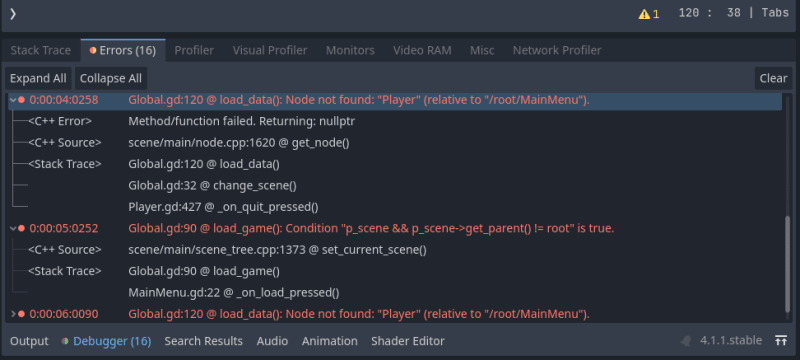 1 120 : 38 | Tabs
Stack Trace Errors (16) Profiler Visual Profiler Monitors Video RAM Misc Network Profiler
Expand All Collapse All Clear
0:00:04:0258 Global.gd:120 @ load_data(): Node not found: "Player" (relative to "/root/MainMenu").
<C++ Error> Method/function failed. Returning: nullptr
<C++ Source> scene/main/node.cpp:1620 @ get_node()
<Stack Trace> Global.gd:120 @ load_data()
Global.gd:32 @ change_scene()
Player.gd:427 @ _on_quit_pressed()
0:00:05:0252 Global.gd:90 @ load_game(): Condition "p_scene && p_scene->get_parent() != root" is true.
<C++ Source> scene/main/scene_tree.cpp:1373 @ set_current_scene()
<Stack Trace> Global.gd:90 @ load_game()
MainMenu.gd:22 @ _on_load_pressed()
0:00:06:0090 Global.gd:120 @ load_data(): Node not found: "Player" (relative to "/root/MainMenu").
Output Debugger (16) Search Results Audio Animation Shader Editor 4.1.1.stable